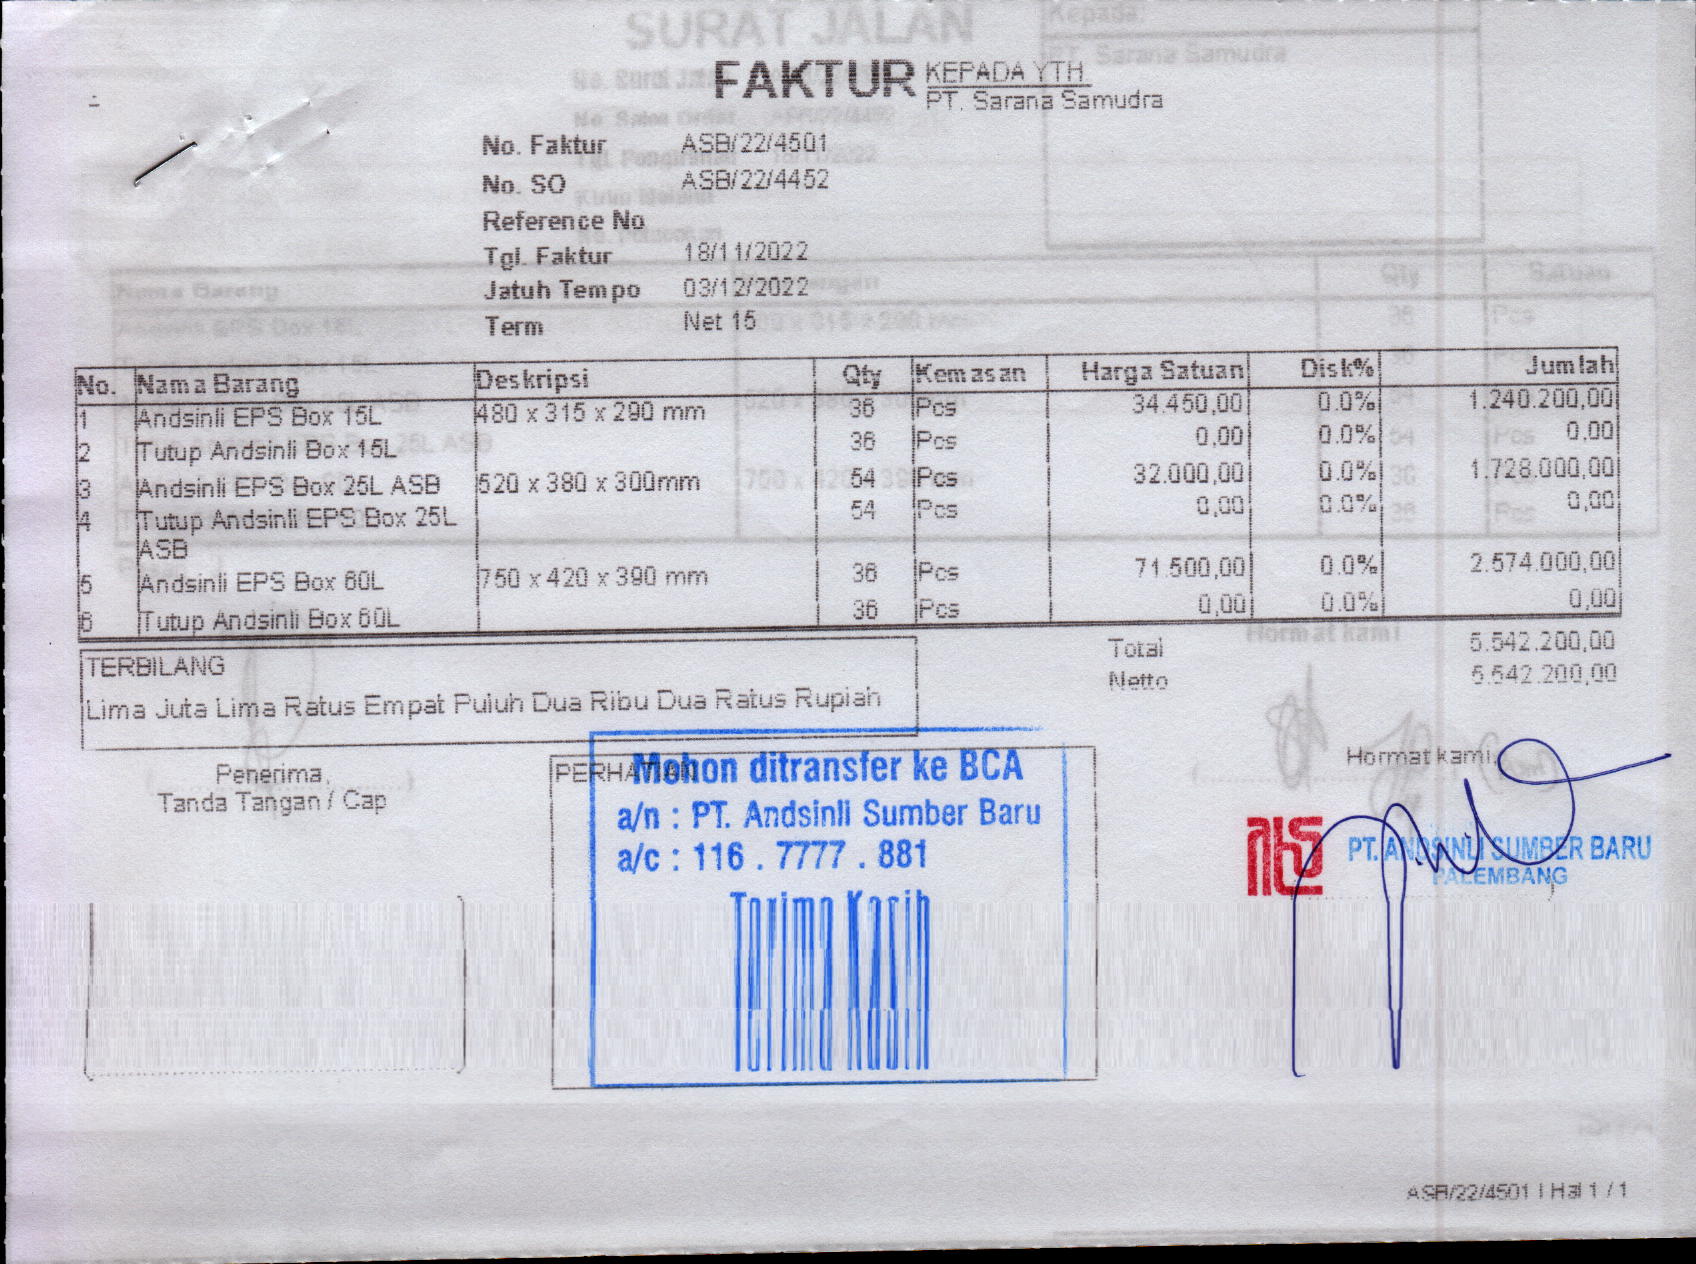 FAKTUR
KEPADA YTH.
PT. Sarana Samudra
No. Faktur ASB/22/4501
No. SO ASB/22/4452
Reference No
Tgl. Faktur 18/11/2022
Jatuh Tempo 03/12/2022
Term Net 15
No. Nama Barang Deskripsi Qty Kemasan Harga Satuan Disk% Jumlah
1 Andsinli EPS Box 15L 480 x 315 x 290 mm 36 Pcs 34.450,00 0.0% 1.240.200,00
2 Tutup Andsinli Box 15L 36 Pcs 0,00 0.0% 0,00
3 Andsinli EPS Box 25L ASB 520 x 380 x 300mm 54 Pcs 32.000,00 0.0% 1.728.000,00
4 Tutup Andsinli EPS Box 25L 54 Pcs 0,00 0.0% 0,00
ASB
5 Andsinli EPS Box 60L 750 x 420 x 390 mm 36 Pcs 71.500,00 0.0% 2.574.000,00
6 Tutup Andsinli Box 60L 36 Pcs 0,00 0.0% 0,00
Total 5.542.200,00
Netto 5.542.200,00
TERBILANG
Lima Juta Lima Ratus Empat Puluh Dua Ribu Dua Ratus Rupiah
Penerima,
Tanda Tangan / Cap
PERHATIAN
Mohon ditransfer ke BCA
a/n : PT. Andsinli Sumber Baru
a/c : 116 . 7777 . 881
Terima Kasih
Hormat kami,
PT. ANDSINLI SUMBER BARU
PALEMBANG
ASB/22/4501 | Hal 1 / 1